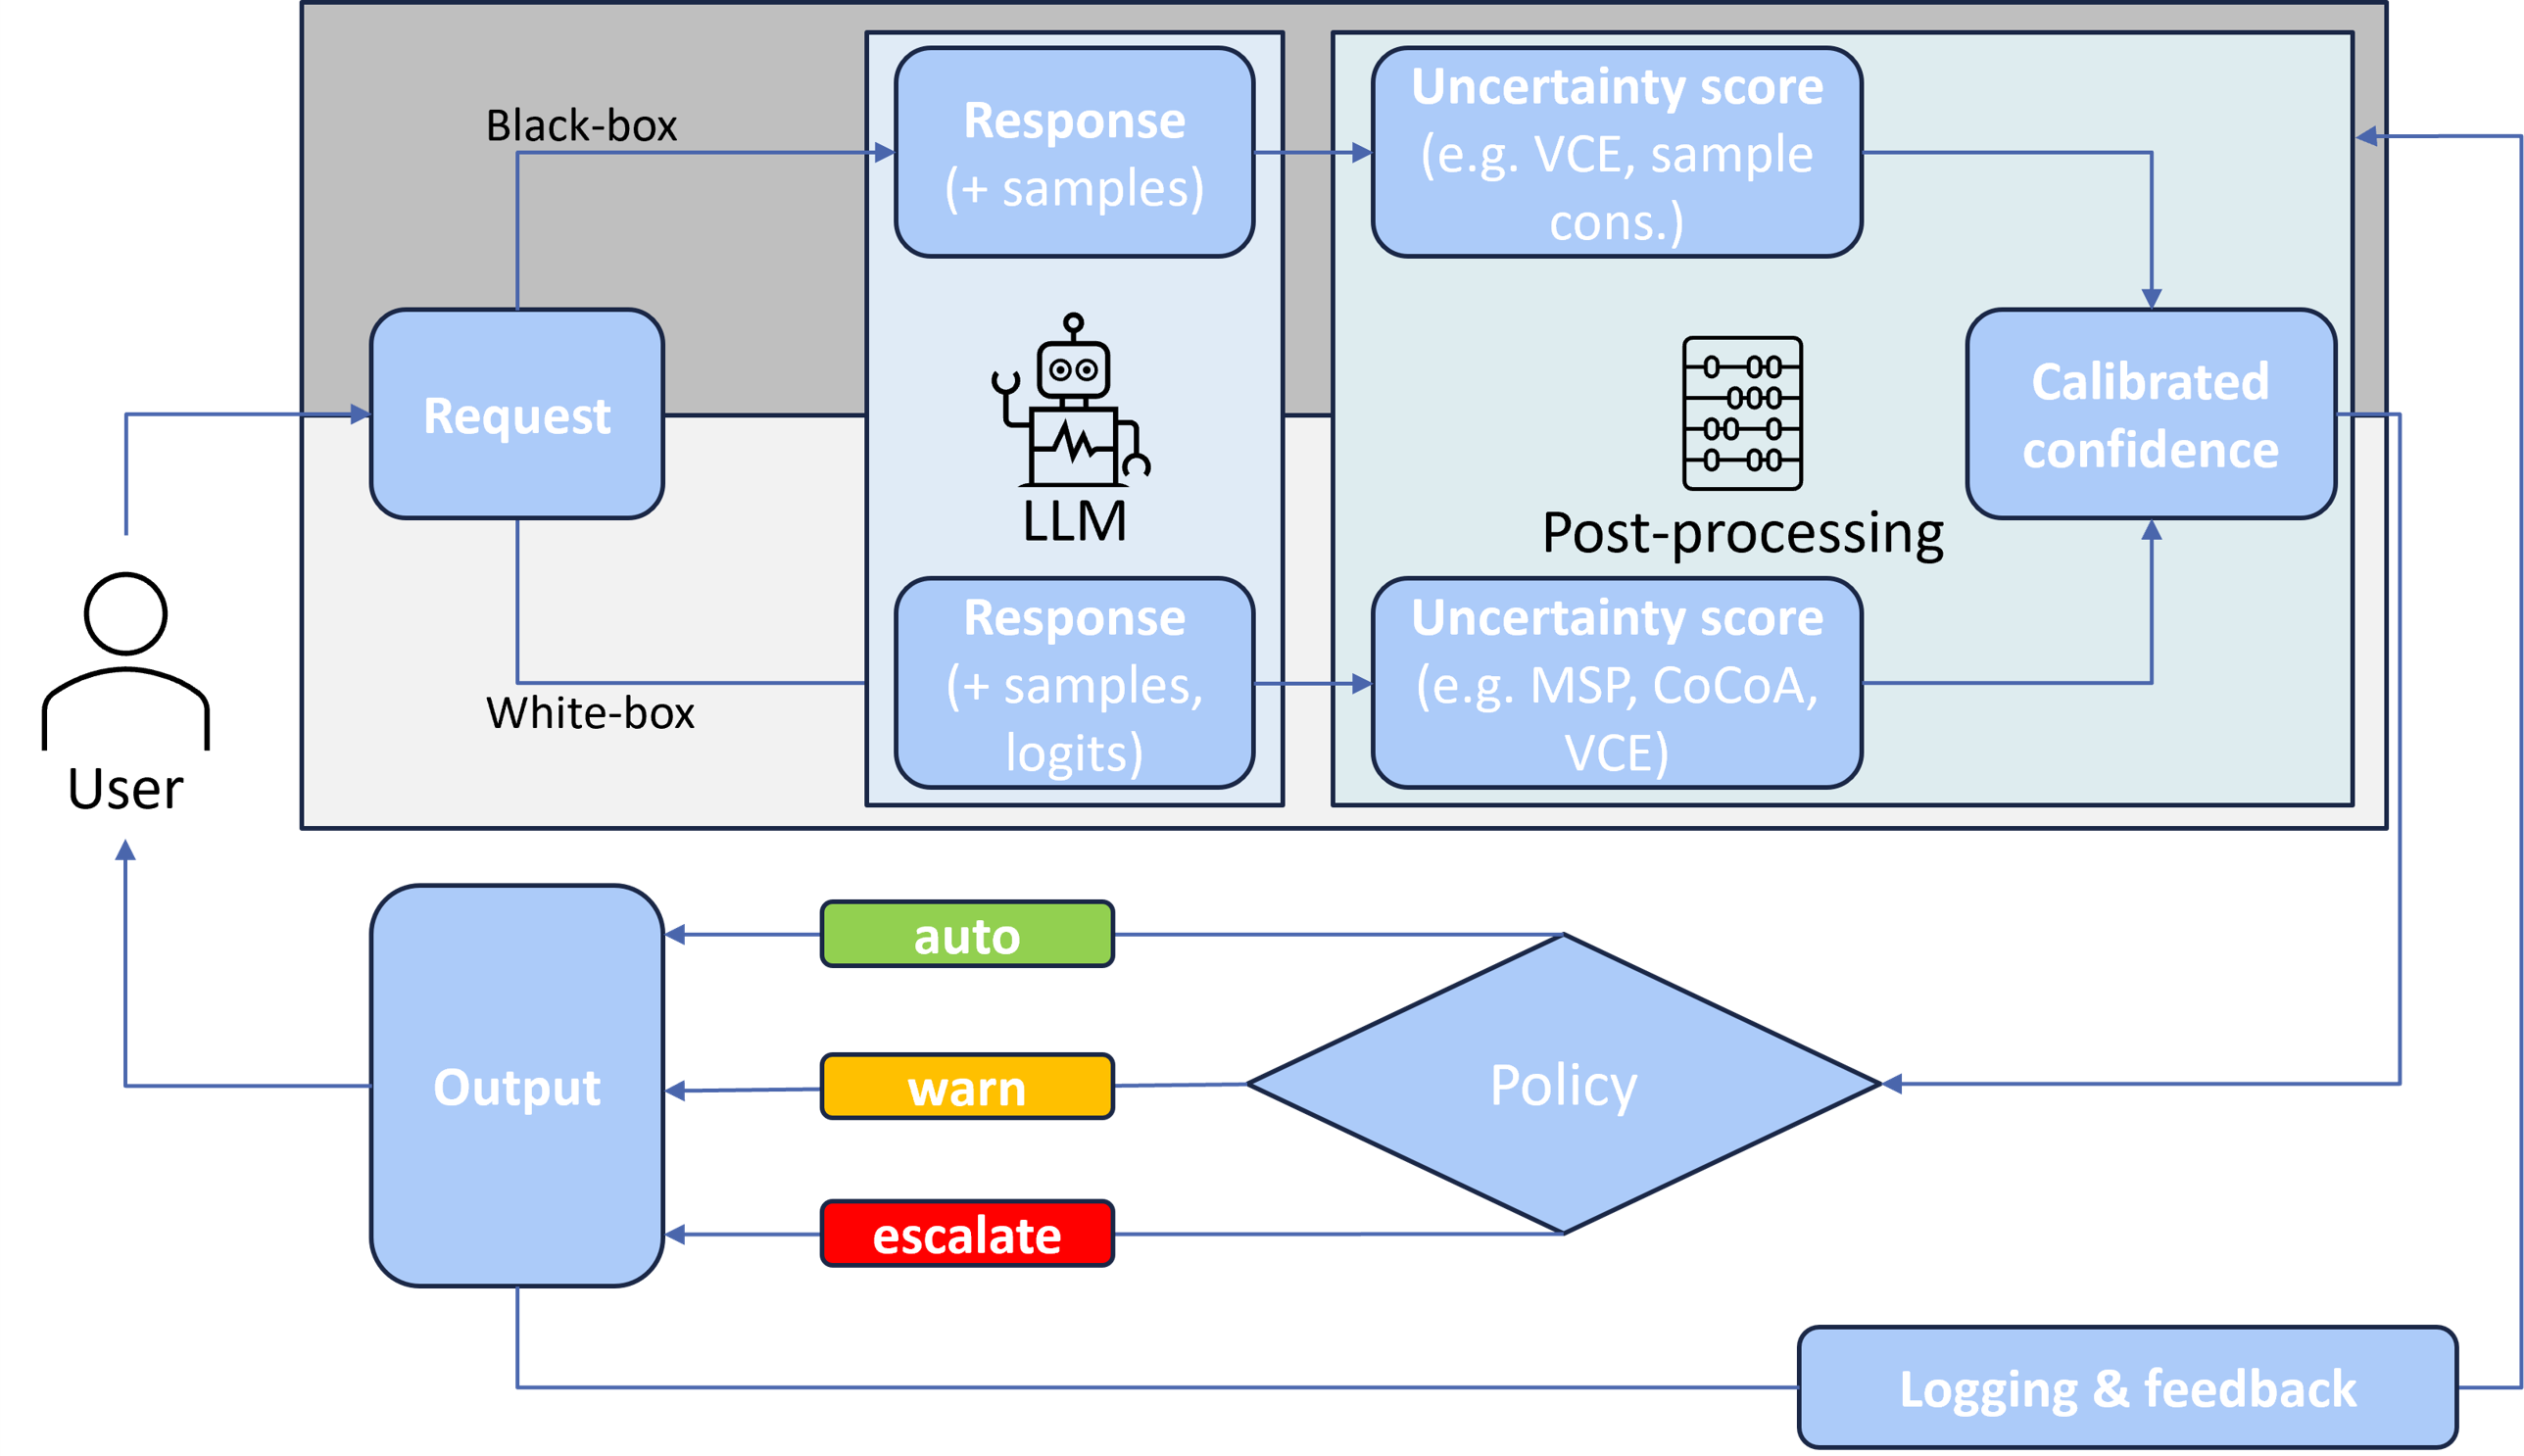 Black-box
Response
(+ samples)
Uncertainty score
(e.g. VCE, sample
cons.)
Request
LLM
Post-processing
Calibrated
confidence
White-box
Response
(+ samples,
logits)
Uncertainty score
(e.g. MSP, CoCoA,
VCE)
User
Output
auto
warn
escalate
Policy
Logging & feedback